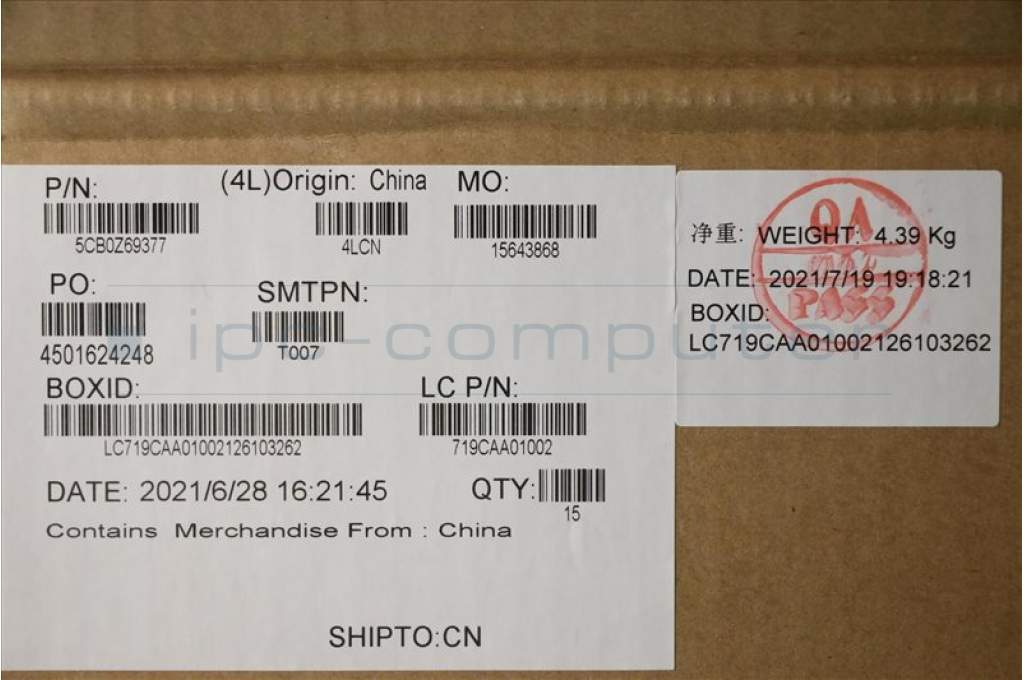 P/N:
5CB0Z69377
(4L)Origin: China
4LCN
MO:
15643868
PO:
4501624248
SMTPN:
T007
BOXID:
LC719CAA01002126103262
LC P/N:
719CAA01002
DATE: 2021/6/28 16:21:45
QTY:
15
Contains Merchandise From : China
SHIPTO:CN
净重: WEIGHT: 4.39 Kg
DATE: 2021/7/19 19:18:21
BOXID:
LC719CAA01002126103262
QA
PASS
ipc-computer